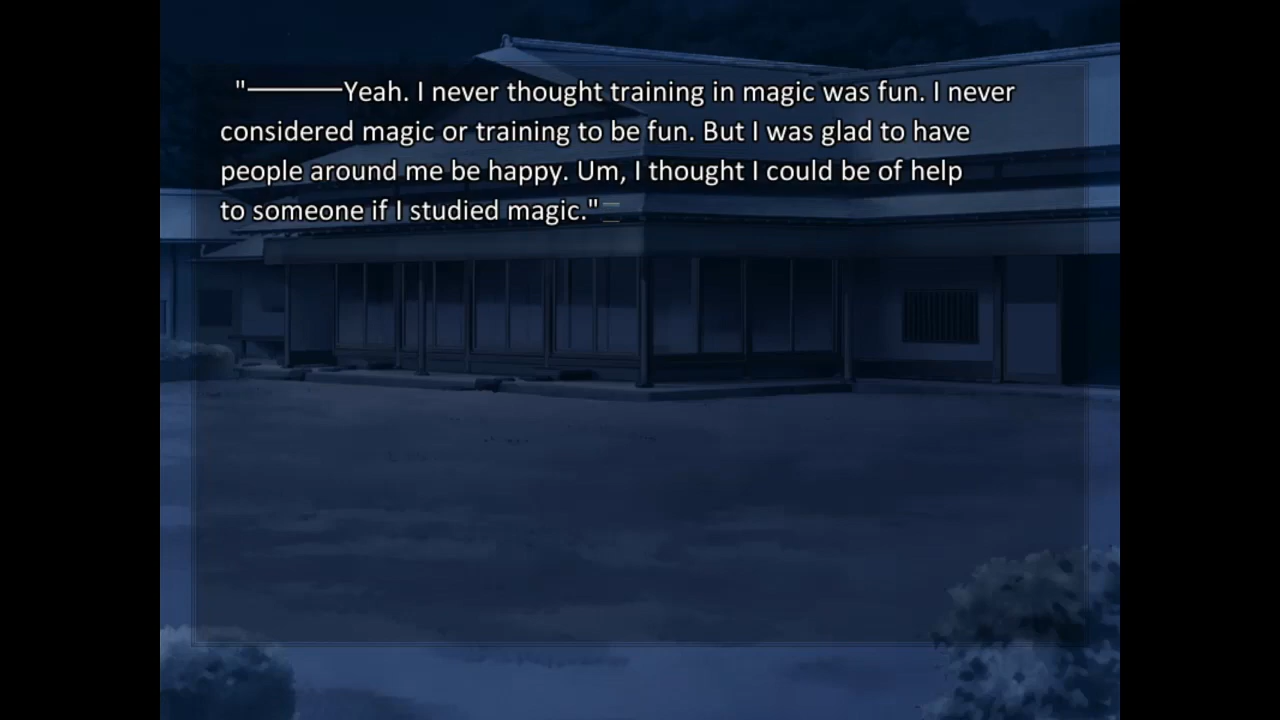 "―――Yeah. I never thought training in magic was fun. I never
considered magic or training to be fun. But I was glad to have
people around me be happy. Um, I thought I could be of help
to someone if I studied magic."